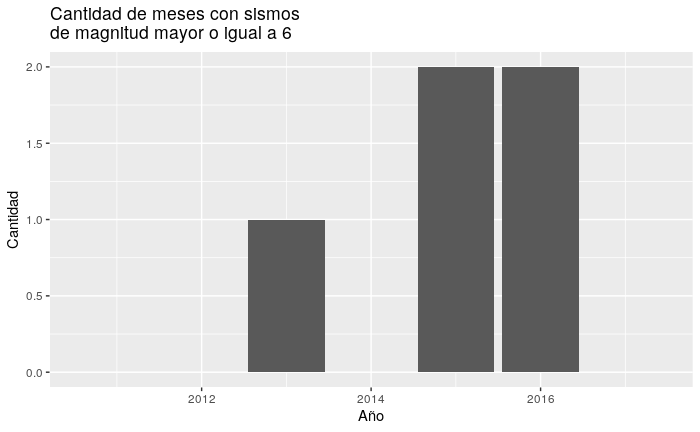 Cantidad de meses con sismos
de magnitud mayor o igual a 6
2.0
1.5
1.0
0.5
0.0
Cantidad
2012 2014 2016
Año